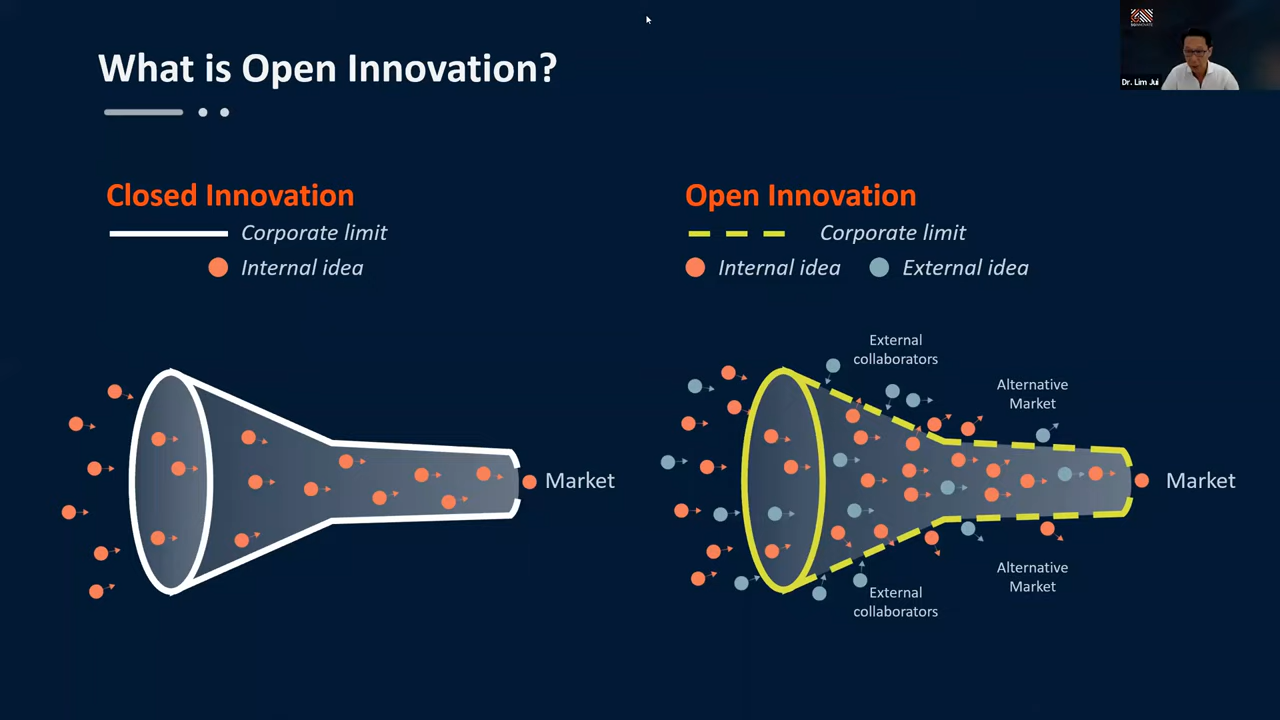 What is Open Innovation?
Dr. Lim Jui
Closed Innovation
Corporate limit
Internal idea
Market
Open Innovation
Corporate limit
Internal idea
External idea
External
collaborators
Alternative
Market
Market
Alternative
Market
External
collaborators